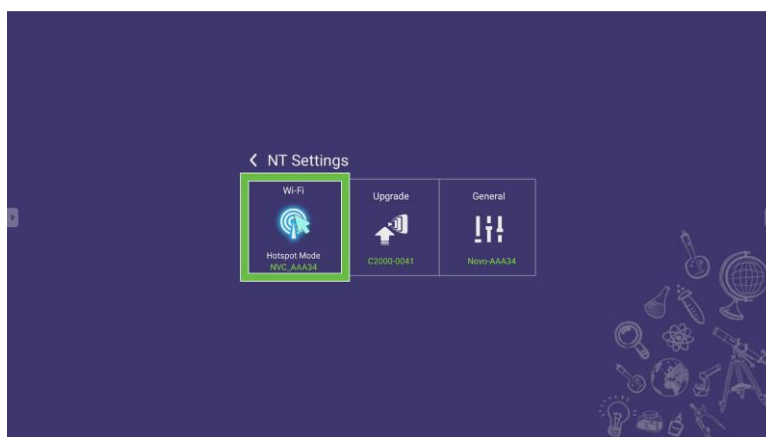 NT Settings
Wi-Fi
Hotspot Mode
NVC_AAA34
Upgrade
C2000-0041
General
Novo-AAA34